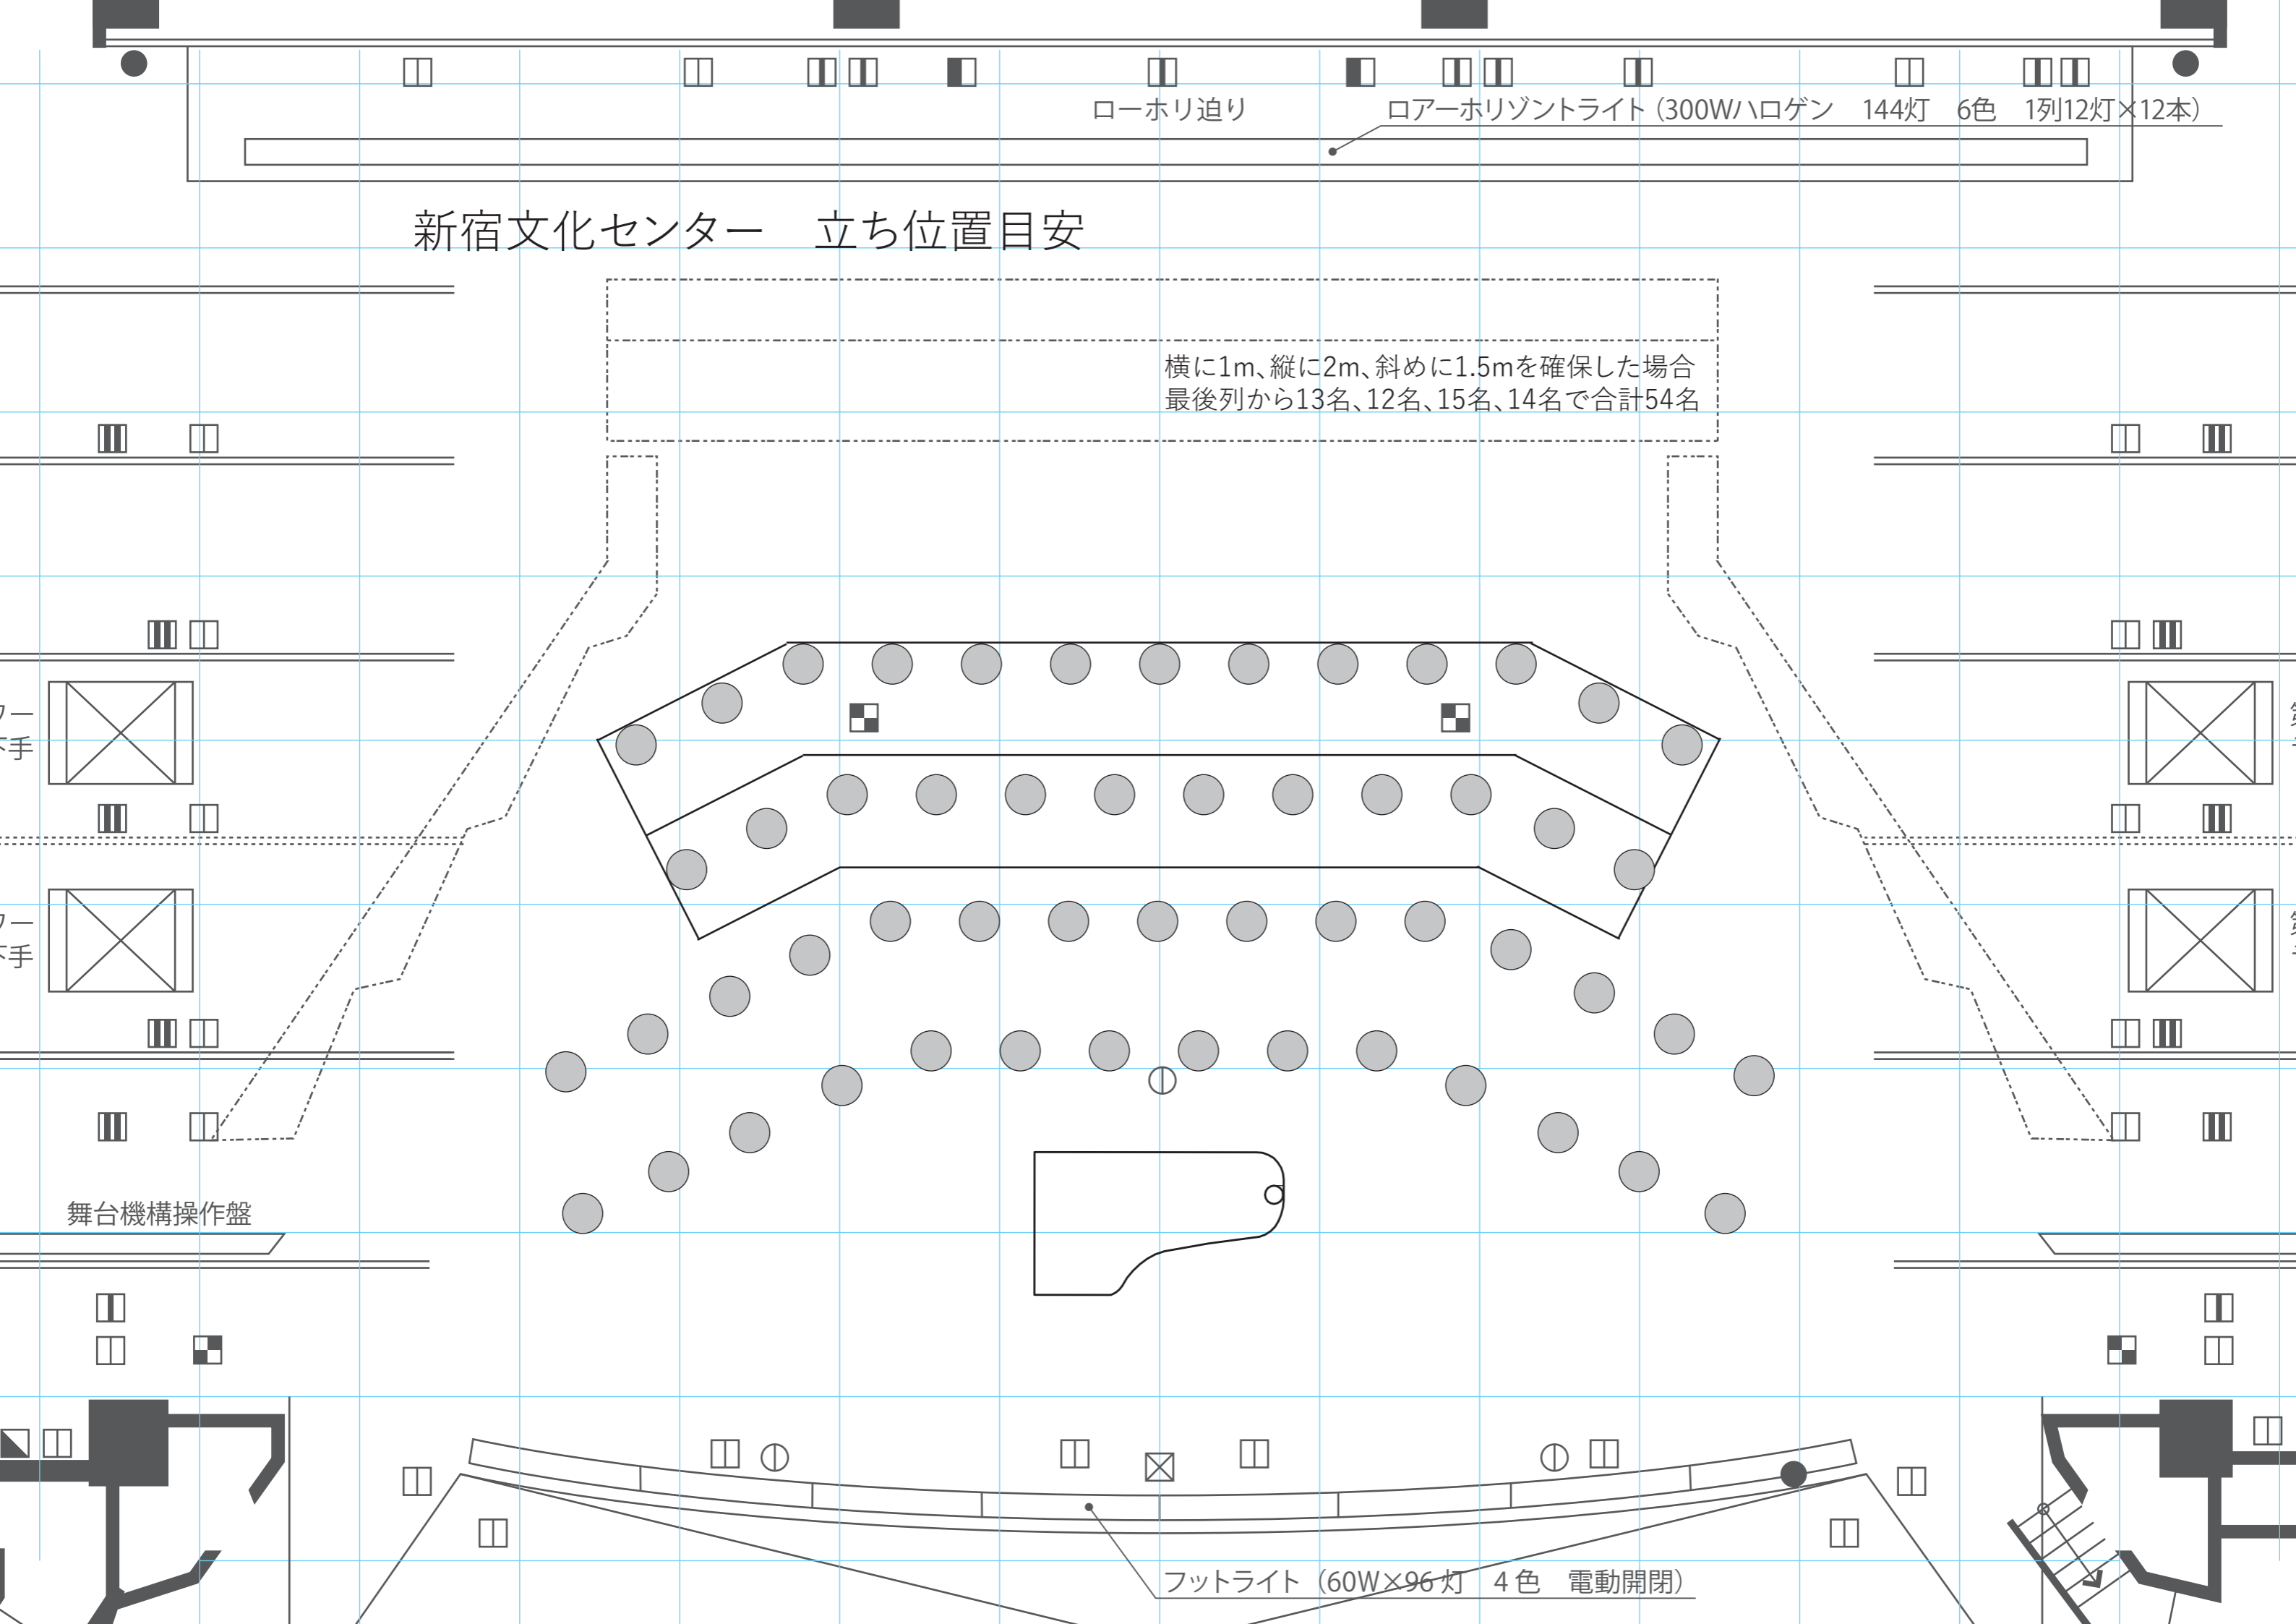 ローホリ迫り
ロアーホリゾントライト（300Wハロゲン　144灯　6色　1列12灯×12本）
新宿文化センター　立ち位置目安
横に1m、縦に2m、斜めに1.5mを確保した場合
最後列から13名、12名、15名、14名で合計54名
下手
下手
舞台機構操作盤
フットライト（60W×96 灯　4 色　電動開閉）